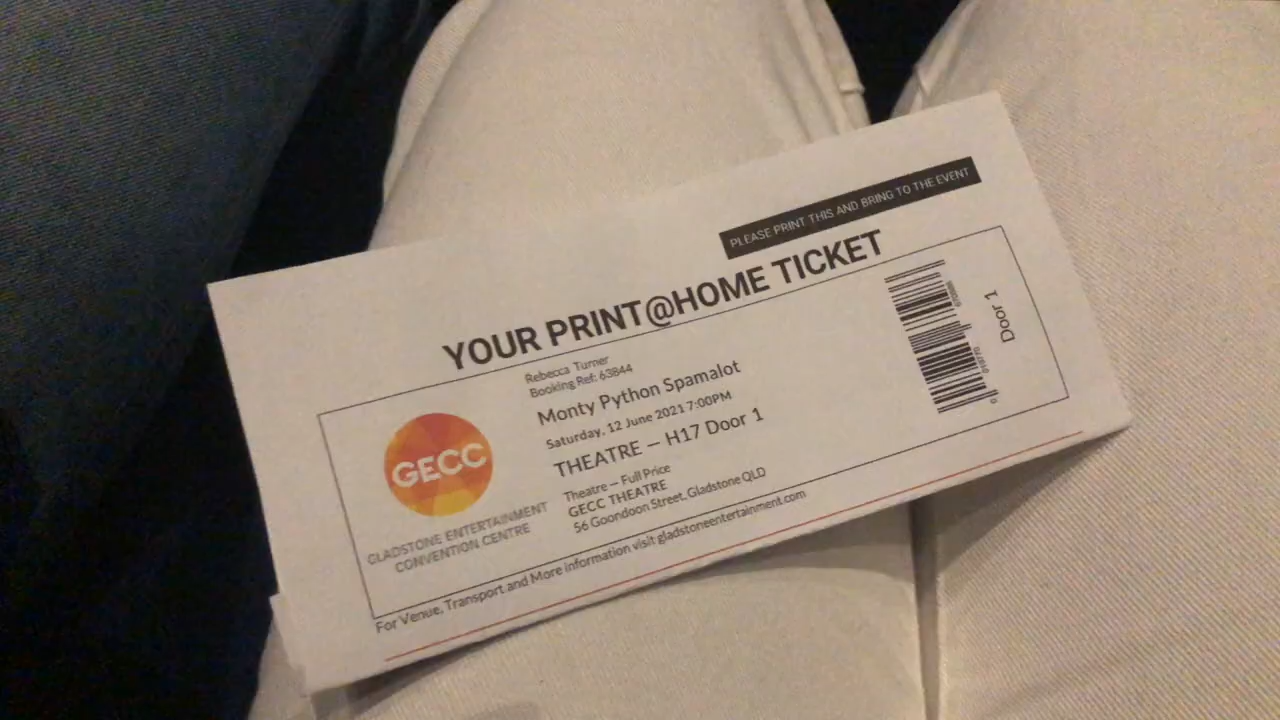 PLEASE PRINT THIS AND BRING TO THE EVENT
YOUR PRINT@HOME TICKET
Rebecca Turner
Booking Ref: 63844
Monty Python Spamalot
Saturday, 12 June 2021 7:00PM
THEATRE — H17 Door 1
Theatre — Full Price
GECC THEATRE
56 Goondoon Street, Gladstone QLD
GECC
GLADSTONE ENTERTAINMENT
CONVENTION CENTRE
Door 1
For Venue, Transport and More information visit gladstoneentertainment.com